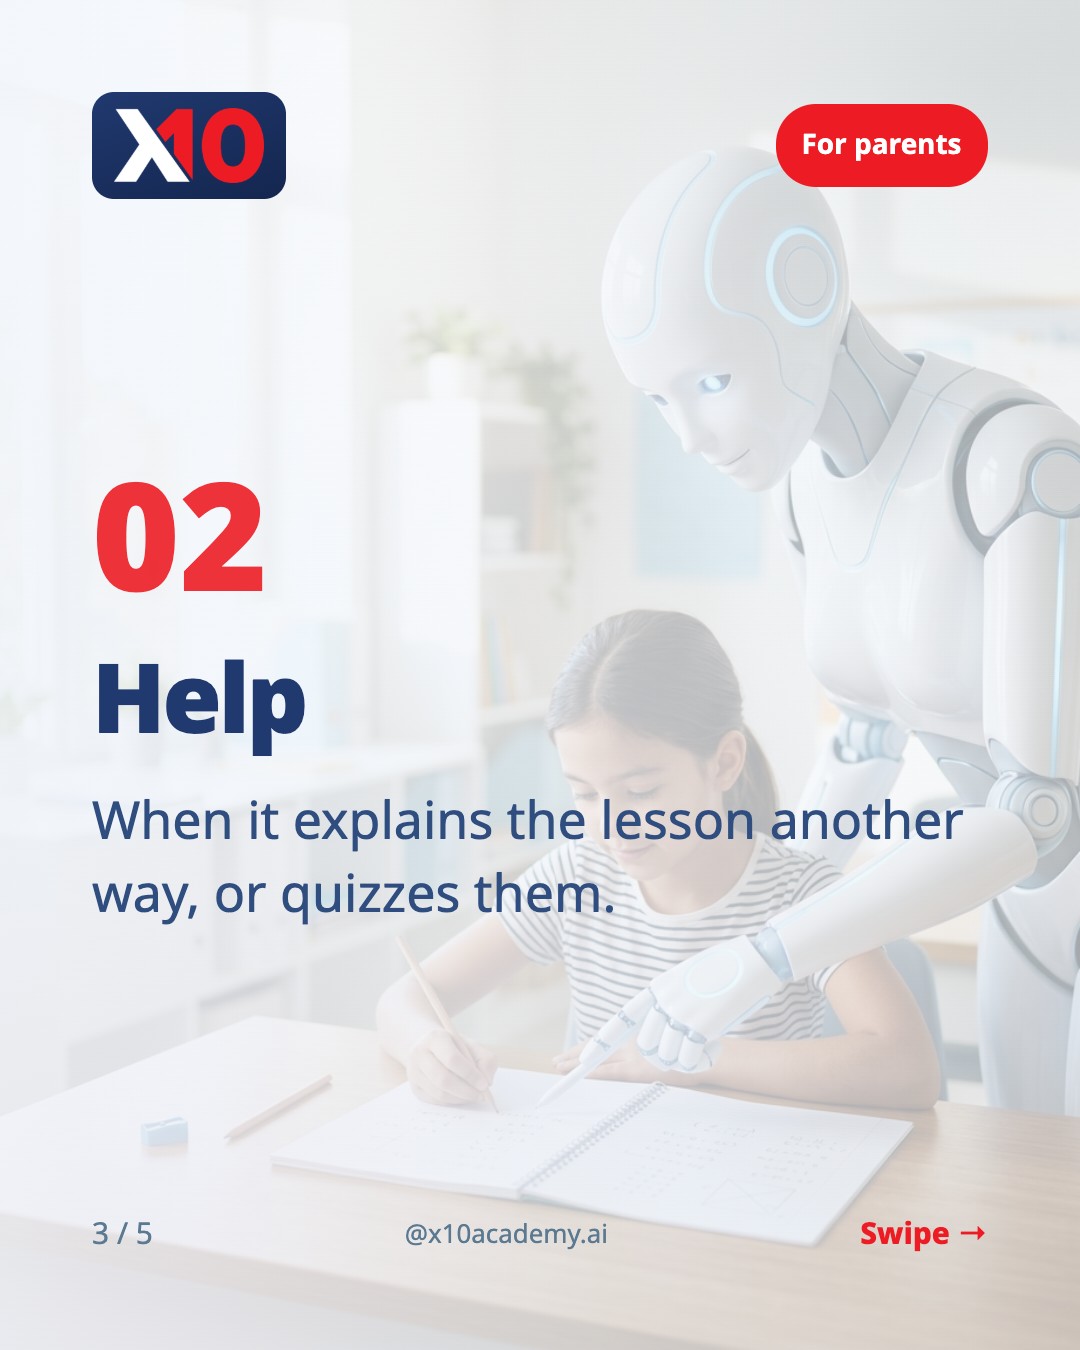 X10
For parents
02
Help
When it explains the lesson another
way, or quizzes them.
3 / 5
@x10academy.ai
Swipe →